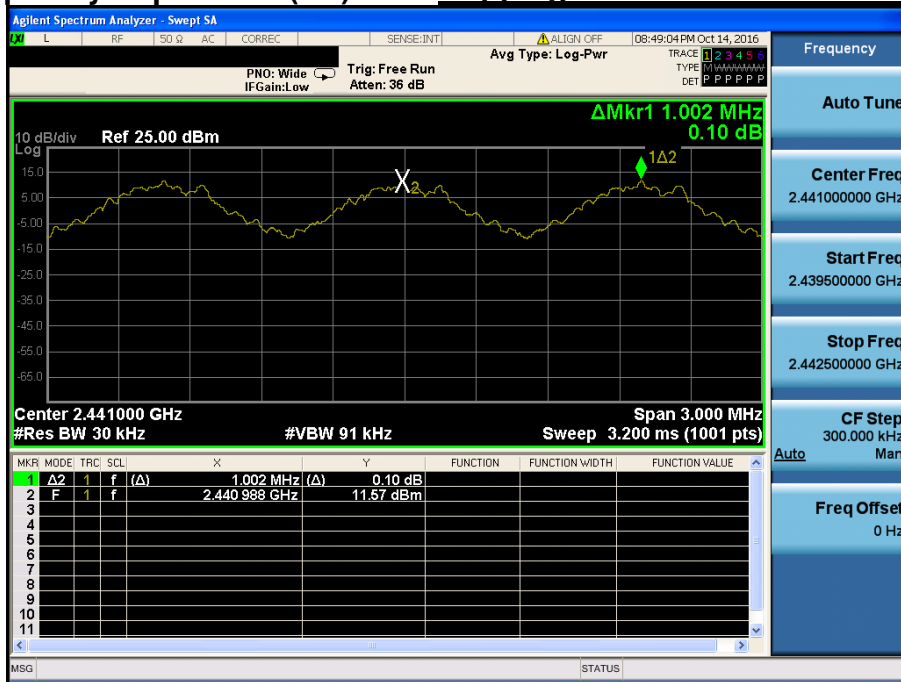 Agilent Spectrum Analyzer - Swept SA
LXI L RF 50 Ω AC CORREC SENSE:INT ALIGN OFF 08:49:04 PM Oct 14, 2016
Avg Type: Log-Pwr TRACE 1 2 3 4 5 6
PNO: Wide Trig: Free Run TYPE M
IFGain:Low Atten: 36 dB DET P P P P P P
ΔMkr1 1.002 MHz
0.10 dB
10 dB/div Ref 25.00 dBm
Log
15.0
5.00
-5.00
-15.0
-25.0
-35.0
-45.0
-55.0
-65.0
1Δ2
X2
Center 2.441000 GHz Span 3.000 MHz
#Res BW 30 kHz #VBW 91 kHz Sweep 3.200 ms (1001 pts)
MKR MODE TRC SCL X Y FUNCTION FUNCTION WIDTH FUNCTION VALUE
1 Δ2 1 f (Δ) 1.002 MHz (Δ) 0.10 dB
2 F 1 f 2.440 988 GHz 11.57 dBm
3
4
5
6
7
8
9
10
11
MSG STATUS
Frequency
Auto Tune
Center Freq
2.441000000 GHz
Start Freq
2.439500000 GHz
Stop Freq
2.442500000 GHz
CF Step
300.000 kHz
Auto Man
Freq Offset
0 Hz